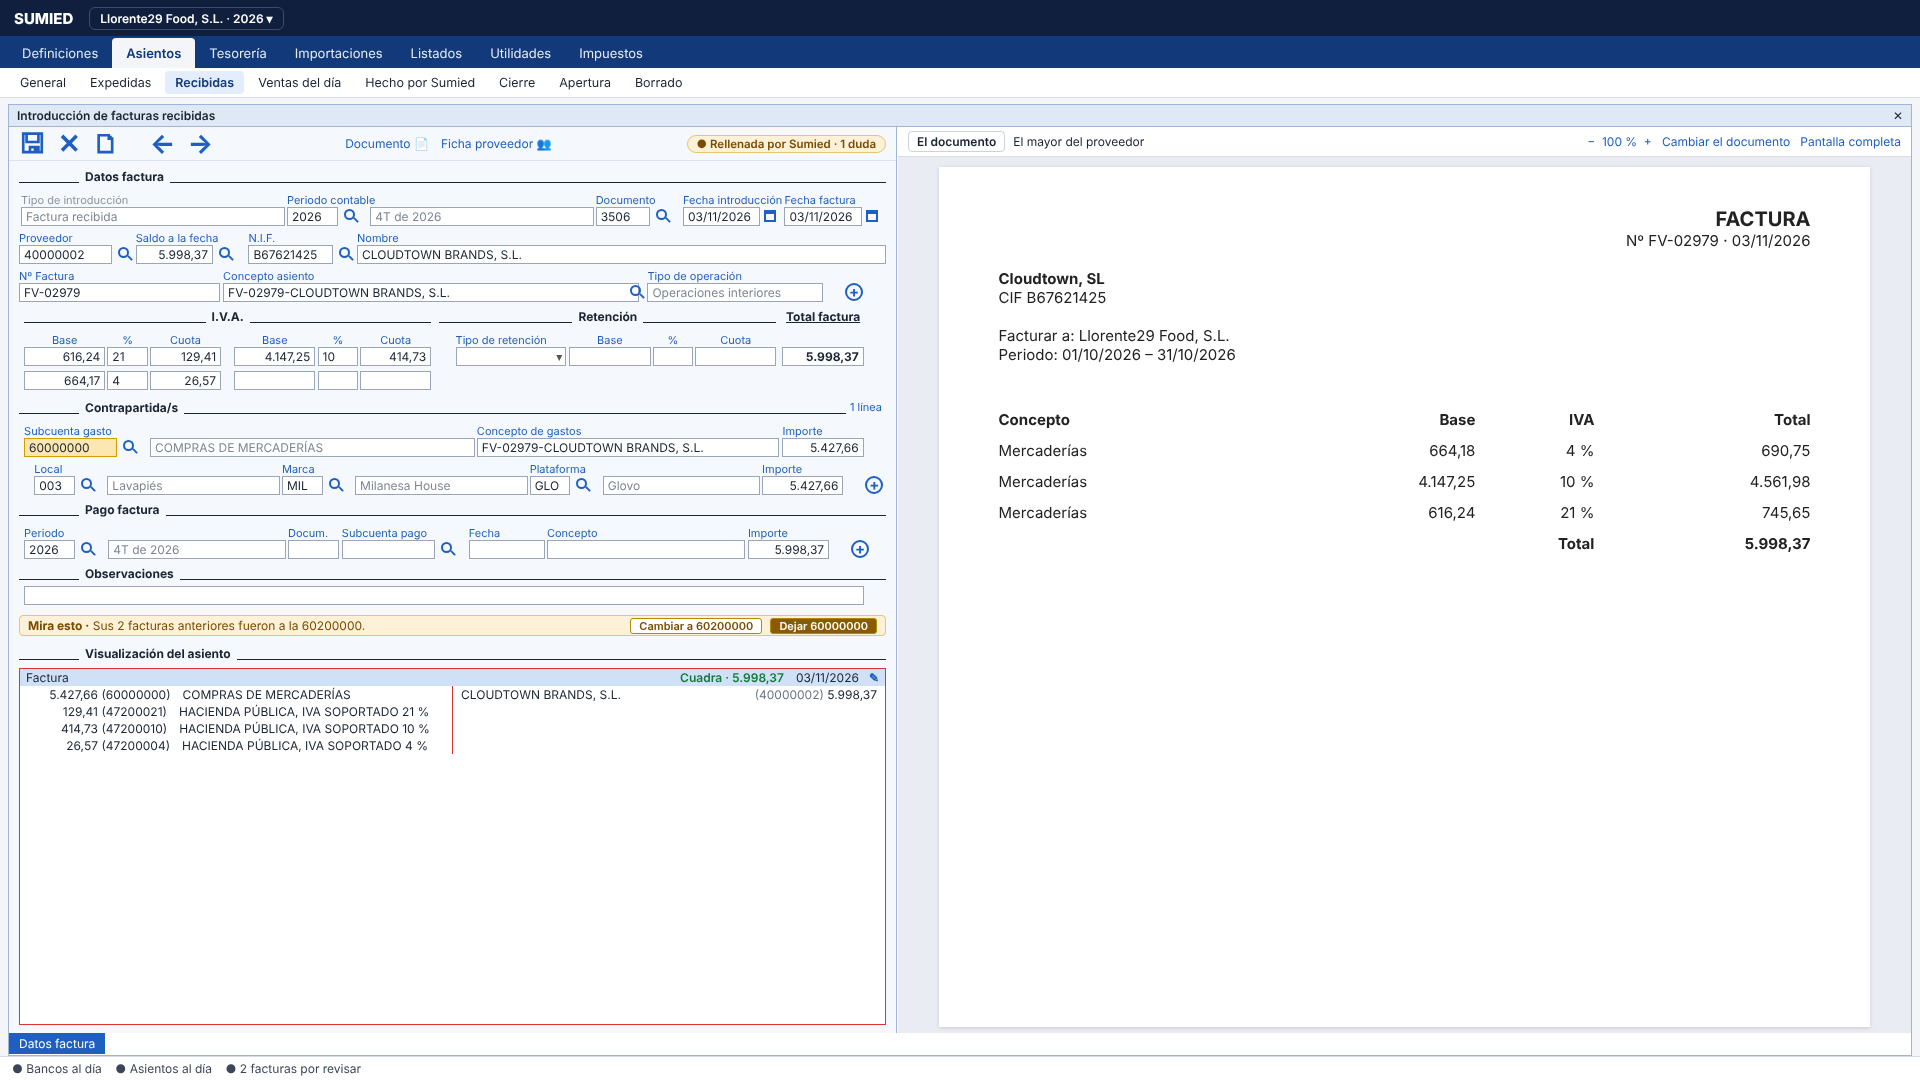 SUMIED Llorente29 Food, S.L. · 2026 ▾
Definiciones Asientos Tesorería Importaciones Listados Utilidades Impuestos
General Expedidas Recibidas Ventas del día Hecho por Sumied Cierre Apertura Borrado
Introducción de facturas recibidas ×
Documento Ficha proveedor ● Rellenada por Sumied · 1 duda
Datos factura
Tipo de introducción Periodo contable Documento Fecha introducción Fecha factura
Factura recibida 2026 4T de 2026 3506 03/11/2026 03/11/2026
Proveedor Saldo a la fecha N.I.F. Nombre
40000002 5.998,37 B67621425 CLOUDTOWN BRANDS, S.L.
Nº Factura Concepto asiento Tipo de operación
FV-02979 FV-02979-CLOUDTOWN BRANDS, S.L. Operaciones interiores
I.V.A. Retención Total factura
Base % Cuota Base % Cuota Tipo de retención Base % Cuota
616,24 21 129,41 4.147,25 10 414,73 5.998,37
664,17 4 26,57
Contrapartida/s 1 línea
Subcuenta gasto Concepto de gastos Importe
60000000 COMPRAS DE MERCADERÍAS FV-02979-CLOUDTOWN BRANDS, S.L. 5.427,66
Local Marca Plataforma Importe
003 Lavapiés MIL Milanesa House GLO Glovo 5.427,66
Pago factura
Periodo Docum. Subcuenta pago Fecha Concepto Importe
2026 4T de 2026 5.998,37
Observaciones
Mira esto · Sus 2 facturas anteriores fueron a la 60200000. Cambiar a 60200000 Dejar 60000000
Visualización del asiento
Factura Cuadra · 5.998,37 03/11/2026
5.427,66 (60000000) COMPRAS DE MERCADERÍAS CLOUDTOWN BRANDS, S.L. (40000002) 5.998,37
129,41 (47200021) HACIENDA PÚBLICA, IVA SOPORTADO 21 %
414,73 (47200010) HACIENDA PÚBLICA, IVA SOPORTADO 10 %
26,57 (47200004) HACIENDA PÚBLICA, IVA SOPORTADO 4 %
El documento El mayor del proveedor − 100 % + Cambiar el documento Pantalla completa
FACTURA
Nº FV-02979 · 03/11/2026
Cloudtown, SL
CIF B67621425
Facturar a: Llorente29 Food, S.L.
Periodo: 01/10/2026 – 31/10/2026
Concepto Base IVA Total
Mercaderías 664,18 4 % 690,75
Mercaderías 4.147,25 10 % 4.561,98
Mercaderías 616,24 21 % 745,65
Total 5.998,37
Datos factura
● Bancos al día ● Asientos al día ● 2 facturas por revisar